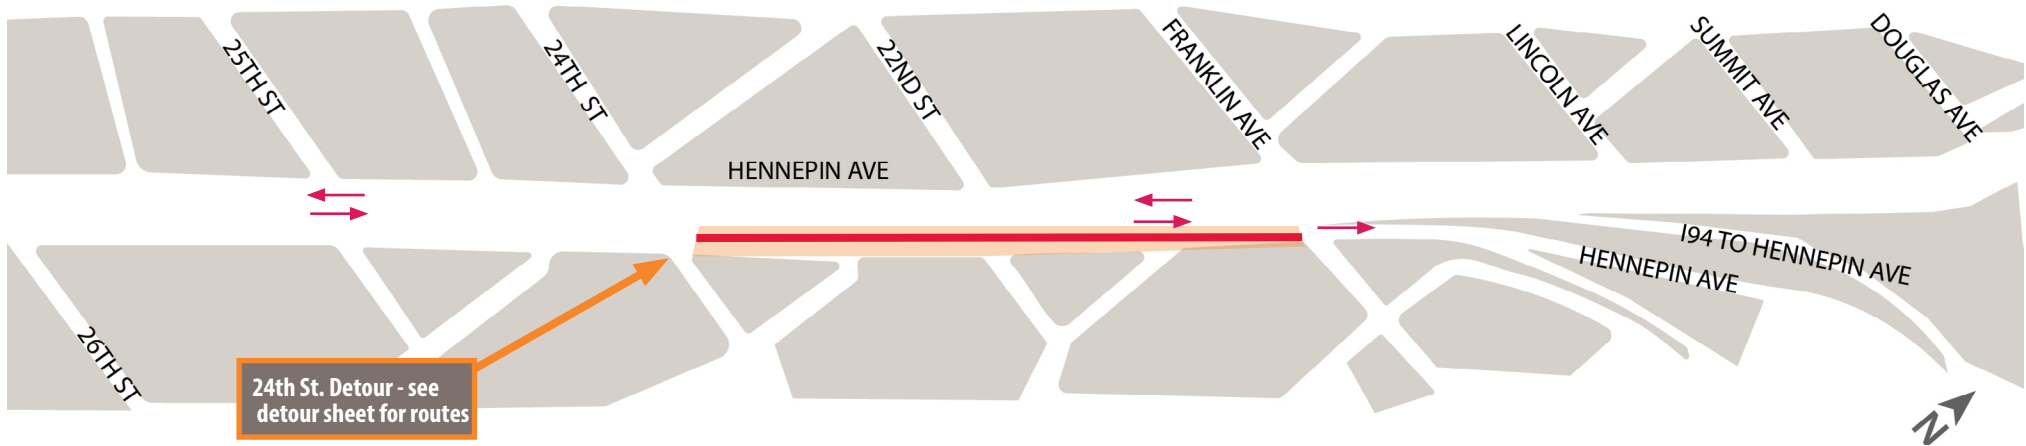 25TH ST
24TH ST
22ND ST
FRANKLIN AVE
LINCOLN AVE
SUMMIT AVE
DOUGLAS AVE
HENNEPIN AVE
I94 TO HENNEPIN AVE
HENNEPIN AVE
26TH ST
24th St. Detour - see
detour sheet for routes
N